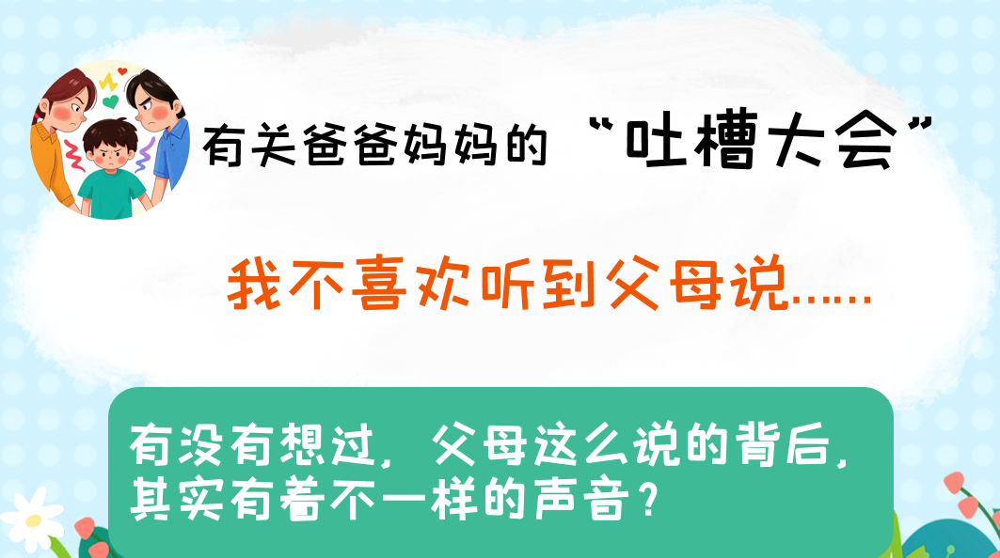 有关爸爸妈妈的“吐槽大会”
我不喜欢听到父母说……
有没有想过，父母这么说的背后，
其实有着不一样的声音？